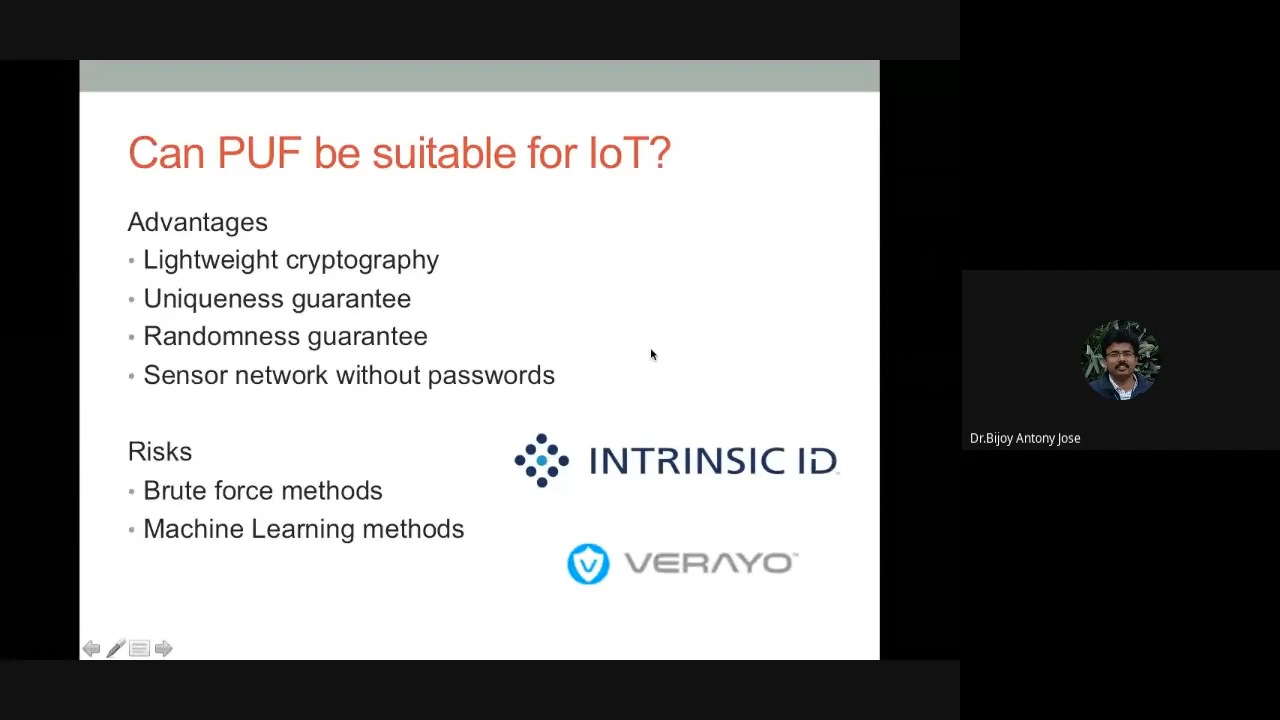 Can PUF be suitable for IoT?
Advantages
• Lightweight cryptography
• Uniqueness guarantee
• Randomness guarantee
• Sensor network without passwords
Risks
• Brute force methods
• Machine Learning methods
INTRINSIC ID
VERAYO™
Dr.Bijoy Antony Jose